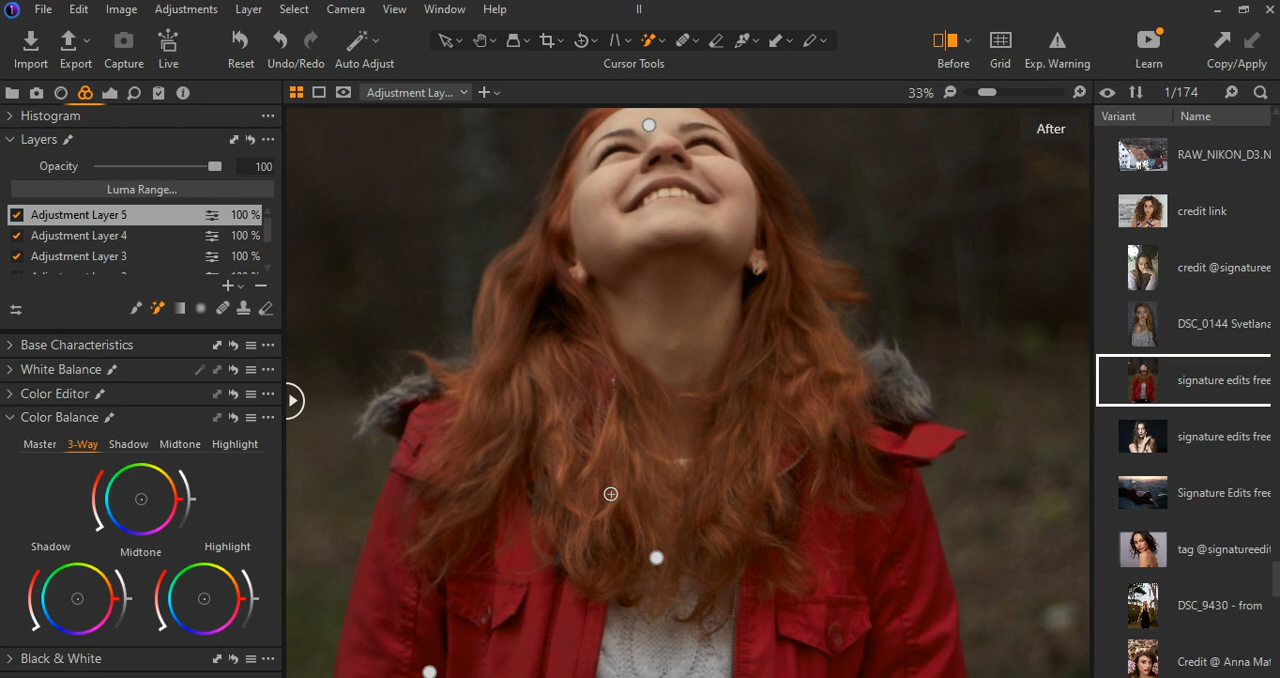 File Edit Image Adjustments Layer Select Camera View Window Help
Import Export Capture Live Reset Undo/Redo Auto Adjust Cursor Tools Before Grid Exp. Warning Learn Copy/Apply
Adjustment Lay... 33% 1/174
Histogram
Layers
Opacity 100
Luma Range...
Adjustment Layer 5 100 %
Adjustment Layer 4 100 %
Adjustment Layer 3 100 %
Base Characteristics
White Balance
Color Editor
Color Balance
Master 3-Way Shadow Midtone Highlight
Shadow Midtone Highlight
Black & White
After
Variant Name
RAW_NIKON_D3.N
credit link
credit @signaturee
DSC_0144 Svetlana
signature edits free
signature edits free
Signature Edits free
tag @signatureedit
DSC_9430 - from
Credit @ Anna Mat